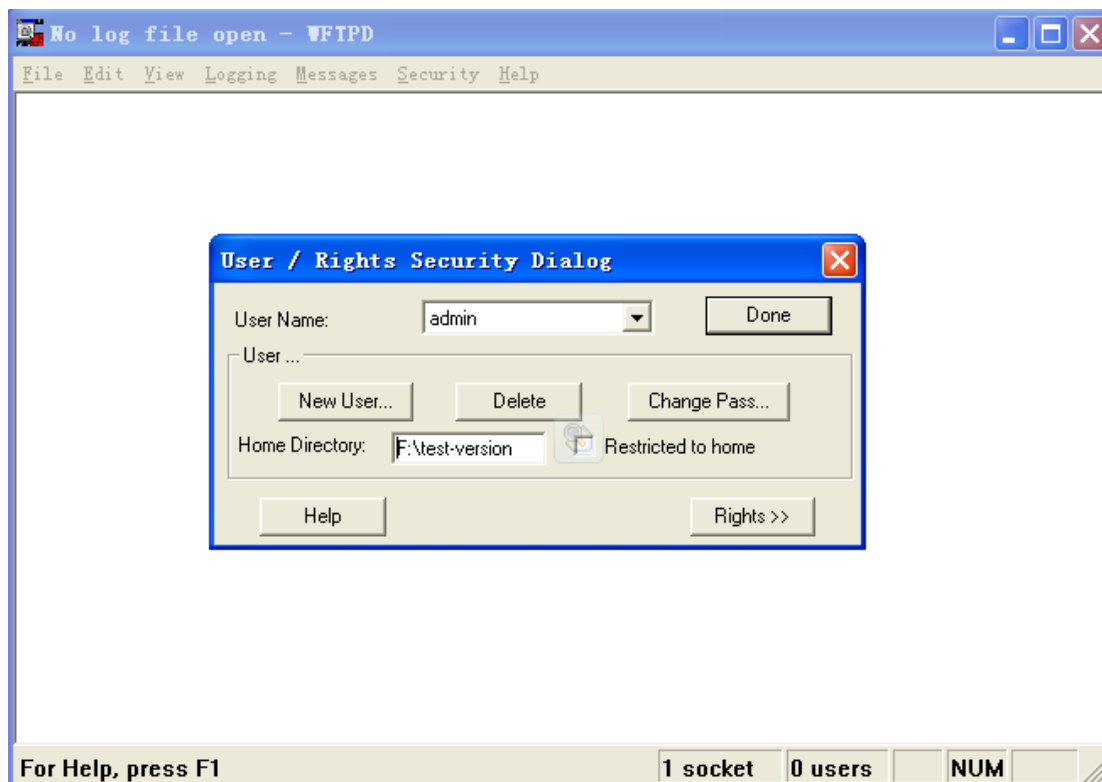 No log file open - WFTPD
File Edit View Logging Messages Security Help
User / Rights Security Dialog
User Name: admin Done
User ...
New User... Delete Change Pass...
Home Directory: F:\test-version Restricted to home
Help Rights >>
For Help, press F1 1 socket 0 users NUM